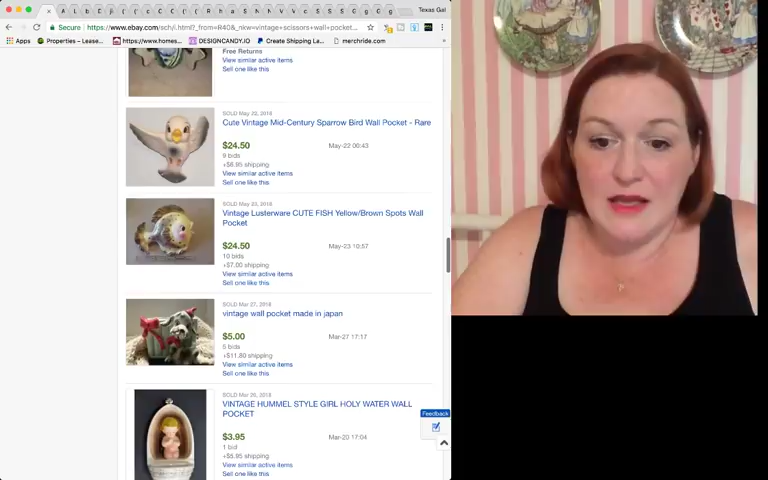 Texas Gal
Secure
https://www.ebay.com/sch/i.html?_from=R40&_nkw=vintage+scissors+wall+pocket...
Apps
Properties – Lease...
https://www.homes...
DESIGNCANDY.IO
Creative Shipping La...
merchride.com
Free Returns
View similar active items
Sell one like this
SOLD May 22, 2018
Cute Vintage Mid-Century Sparrow Bird Wall Pocket - Rare
$24.50
May-22 00:43
9 bids
+$6.95 shipping
View similar active items
Sell one like this
SOLD May 23, 2018
Vintage Lusterware CUTE FISH Yellow/Brown Spots Wall
Pocket
$24.50
May-23 10:57
10 bids
+$7.00 shipping
View similar active items
Sell one like this
SOLD Mar 27, 2018
vintage wall pocket made in japan
$5.00
Mar-27 17:17
5 bids
+$11.80 shipping
View similar active items
Sell one like this
VINTAGE HUMMEL STYLE GIRL HOLY WATER WALL
POCKET
Feedback
$3.95
Mar-20 17:04
1 bid
+$5.95 shipping
View similar active items
Sell one like this